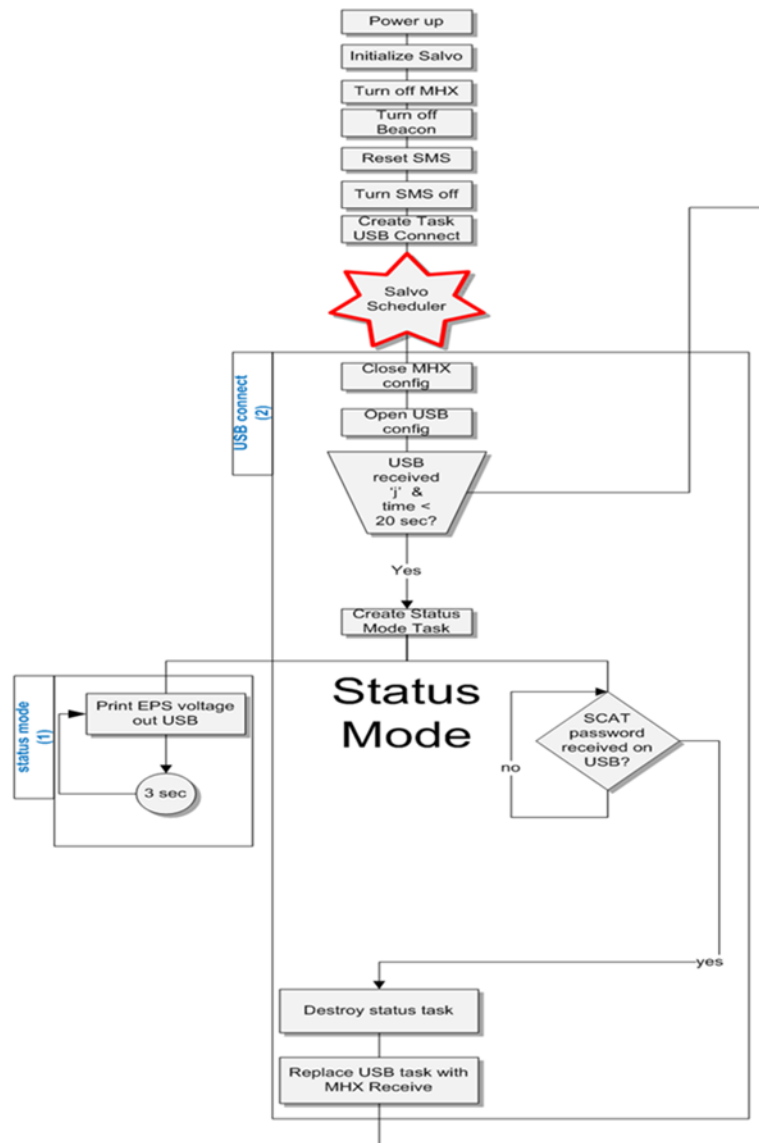 Power up
Initialize Salvo
Turn off MHX
Turn off
Beacon
Reset SMS
Turn SMS off
Create Task
USB Connect
Salvo
Scheduler
USB connect
(2)
Close MHX
config
Open USB
config
USB
received
'j' &
time <
20 sec?
Yes
Create Status
Mode Task
status mode
(1)
Print EPS voltage
out USB
3 sec
Status
Mode
SCAT
password
received on
USB?
no
yes
Destroy status task
Replace USB task with
MHX Receive